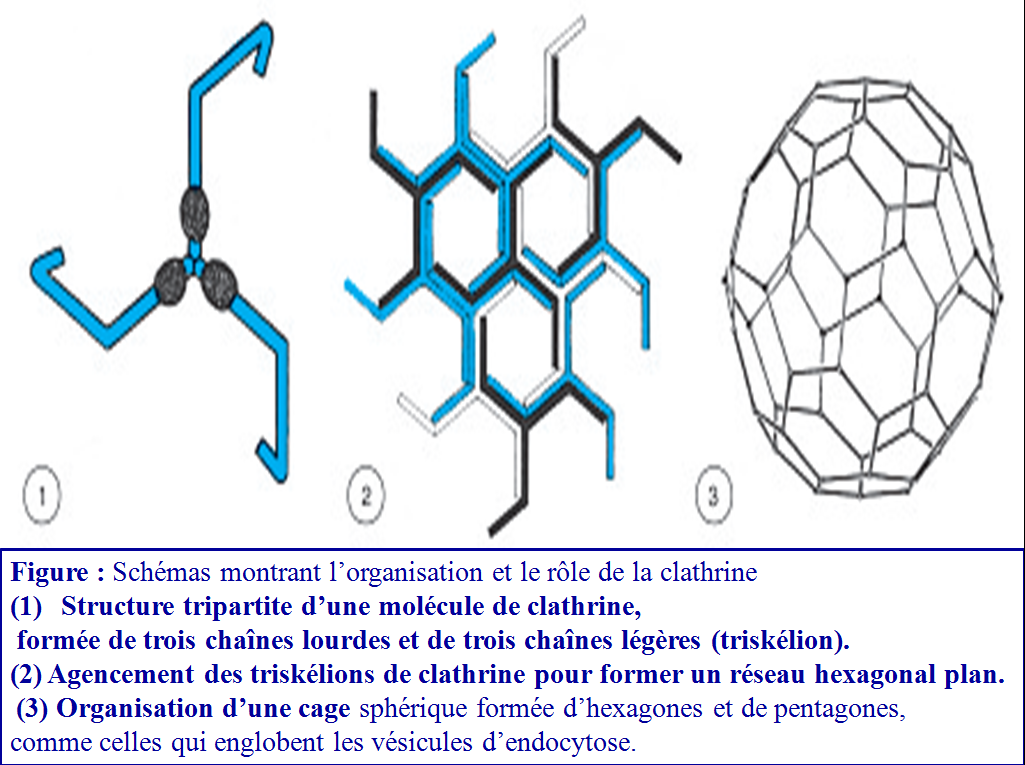 1
2
3
Figure : Schémas montrant l’organisation et le rôle de la clathrine
(1) Structure tripartite d’une molécule de clathrine,
formée de trois chaînes lourdes et de trois chaînes légères (triskélion).
(2) Agencement des triskélions de clathrine pour former un réseau hexagonal plan.
(3) Organisation d’une cage sphérique formée d’hexagones et de pentagones,
comme celles qui englobent les vésicules d’endocytose.